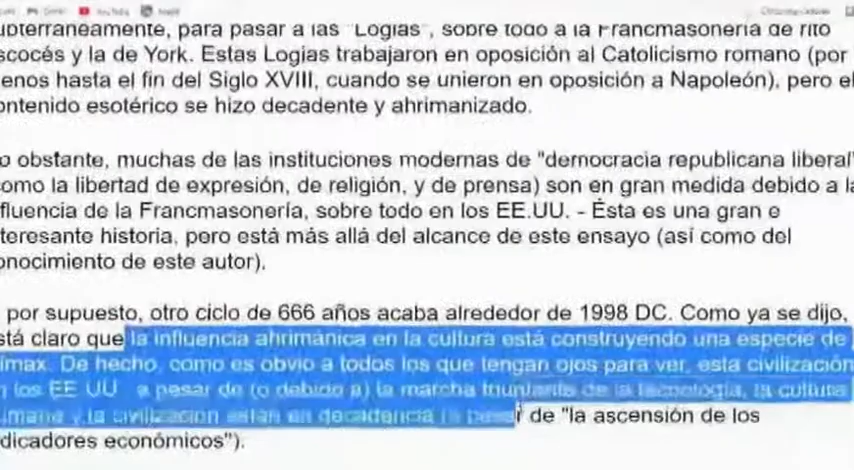 YouTube
ubterráneamente, para pasar a las "Logias", sobre todo a la Francmasonería de rito
scocés y la de York. Estas Logias trabajaron en oposición al Catolicismo romano (por
enos hasta el fin del Siglo XVIII, cuando se unieron en oposición a Napoleón), pero el
ontenido esotérico se hizo decadente y ahrimanizado.
o obstante, muchas de las instituciones modernas de "democracia republicana liberal"
omo la libertad de expresión, de religión, y de prensa) son en gran medida debido a la
fluencia de la Francmasonería, sobre todo en los EE.UU. - Ésta es una gran e
teresante historia, pero está más allá del alcance de este ensayo (así como del
onocimiento de este autor).
por supuesto, otro ciclo de 666 años acaba alrededor de 1998 DC. Como ya se dijo,
stá claro que la influencia ahrimánica en la cultura está construyendo una especie de
imax. De hecho, como es obvio a todos los que tengan ojos para ver, esta civilización
n los EE UU a pesar de (o debido a) la marcha triunfante de la tecnología, la cultura
umana y la civilización están en decadencia (a pesar de "la ascensión de los
dicadores económicos").